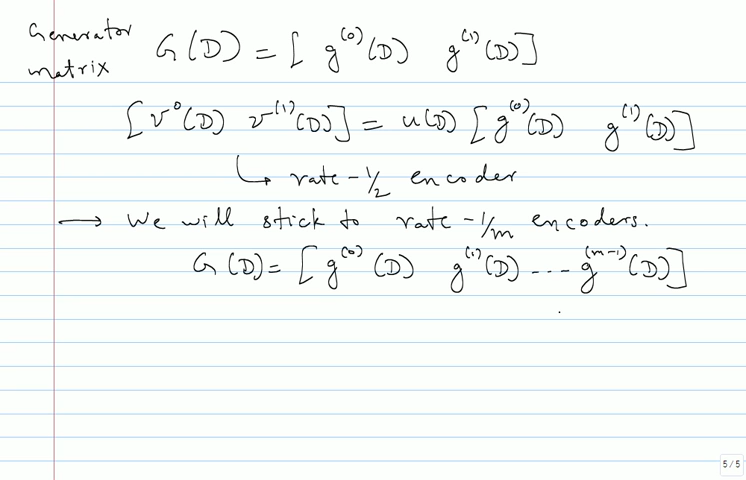 Generator matrix G(D) = [ g^(0)(D) g^(1)(D) ]
[ v^0(D) v^(1)(D) ] = u(D) [ g^(0)(D) g^(1)(D) ]
↳ rate-1/2 encoder
→ We will stick to rate-1/m encoders.
G(D) = [ g^(0)(D) g^(1)(D) ---- g^(m-1)(D) ]
5/5